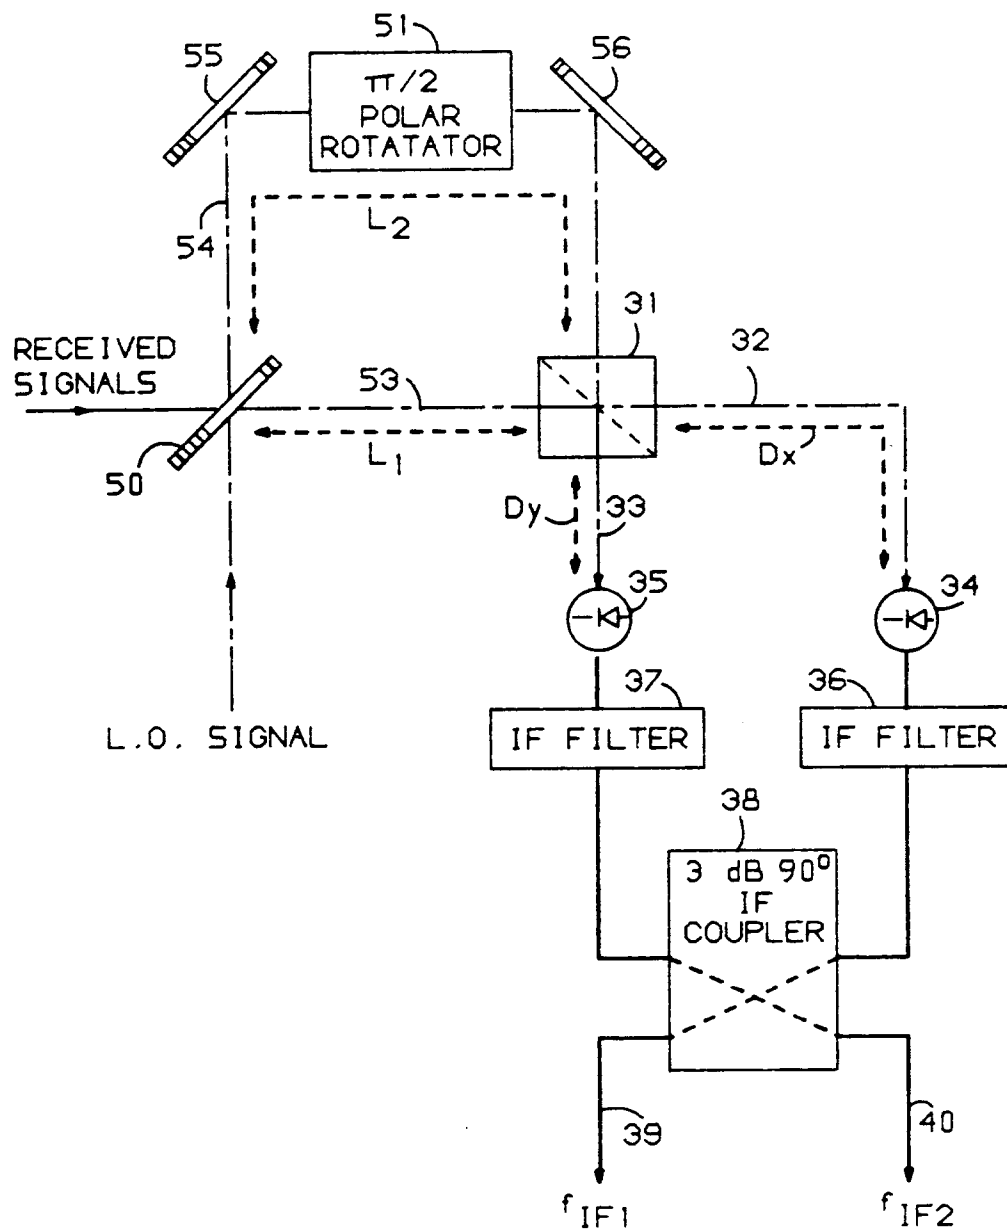 51
55
56
π/2
POLAR
ROTATATOR
54
L2
31
32
RECEIVED
SIGNALS
53
50
L1
Dx
Dy
33
35
34
37
36
IF FILTER
IF FILTER
L.O. SIGNAL
38
3 dB 90°
IF
COUPLER
39
40
fIF1
fIF2